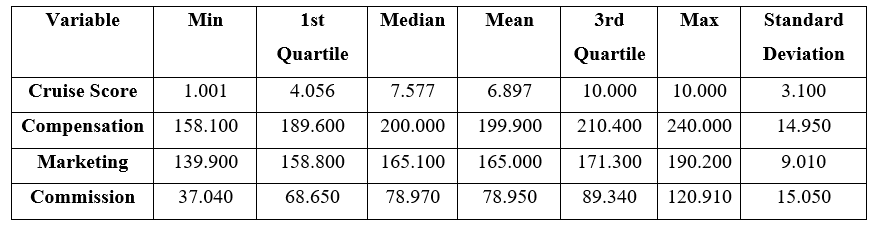 Variable Min 1st Quartile Median Mean 3rd Quartile Max Standard Deviation
Cruise Score 1.001 4.056 7.577 6.897 10.000 10.000 3.100
Compensation 158.100 189.600 200.000 199.900 210.400 240.000 14.950
Marketing 139.900 158.800 165.100 165.000 171.300 190.200 9.010
Commission 37.040 68.650 78.970 78.950 89.340 120.910 15.050